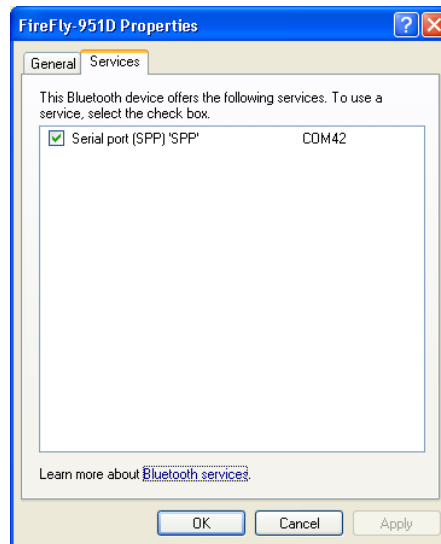 FireFly-951D Properties
General Services
This Bluetooth device offers the following services. To use a
service, select the check box.
Serial port (SPP) 'SPP' COM42
Learn more about Bluetooth services.
OK Cancel Apply